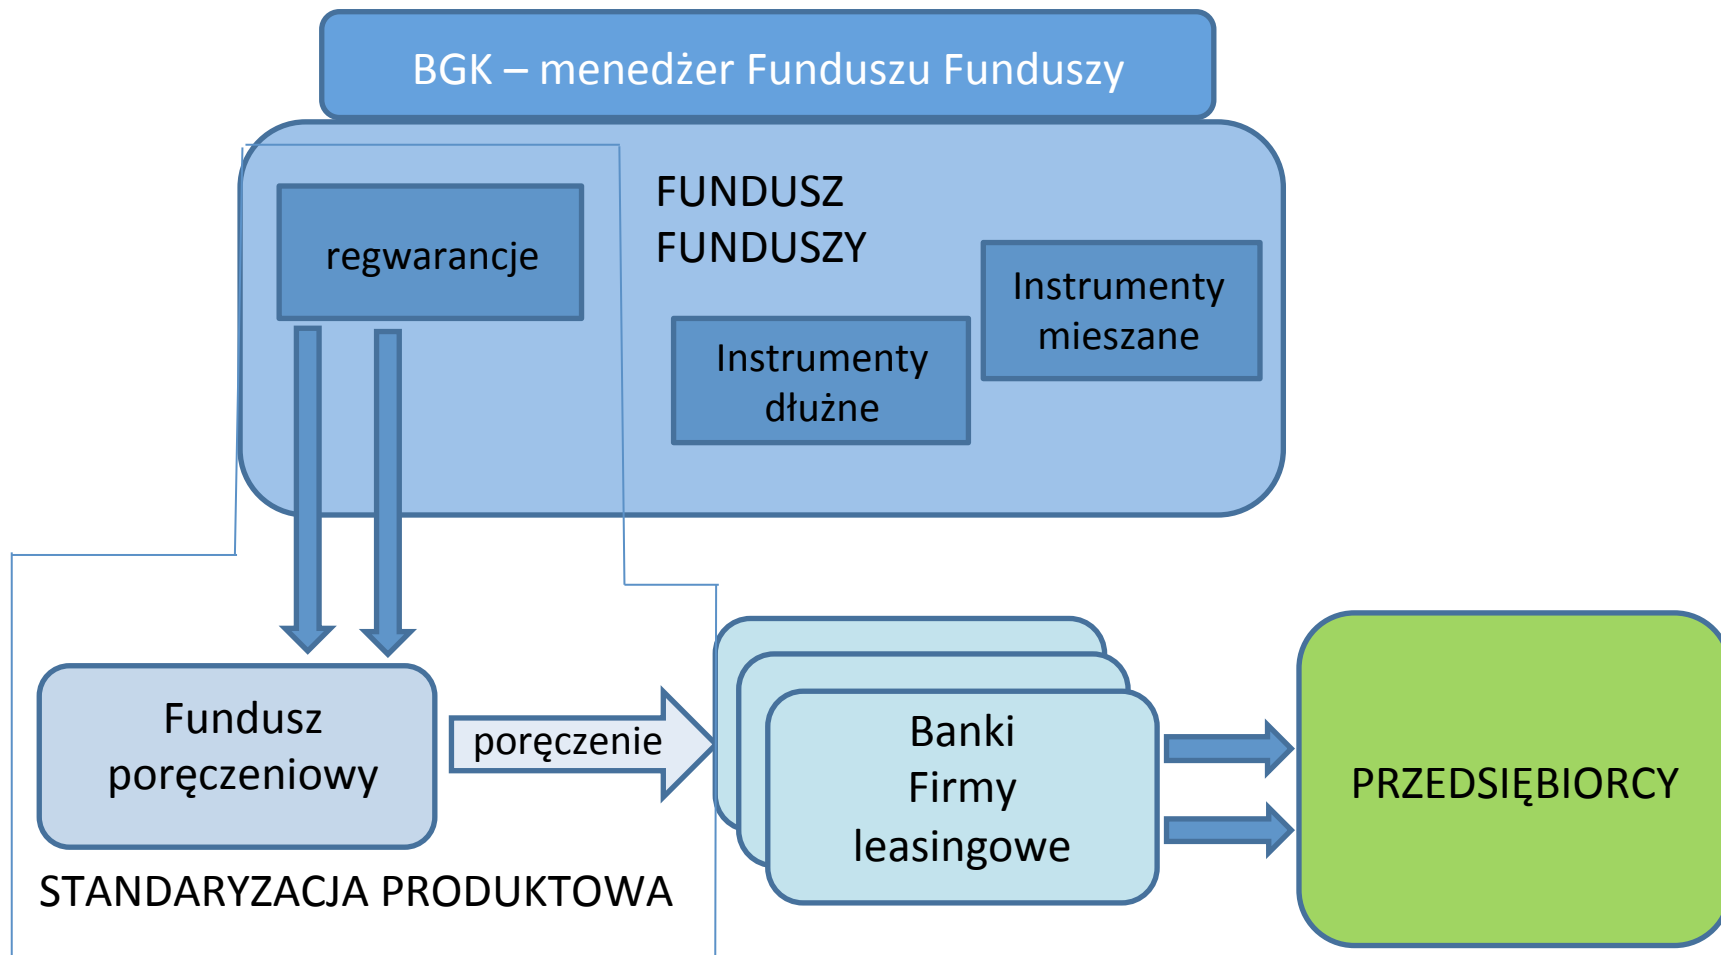 BGK – menedżer Funduszu Funduszy
FUNDUSZ
FUNDUSZY
regwarancje
Instrumenty
mieszane
Instrumenty
dłużne
Fundusz
poręczeniowy
poręczenie
Banki
Firmy
leasingowe
PRZEDSIĘBIORCY
STANDARYZACJA PRODUKTOWA